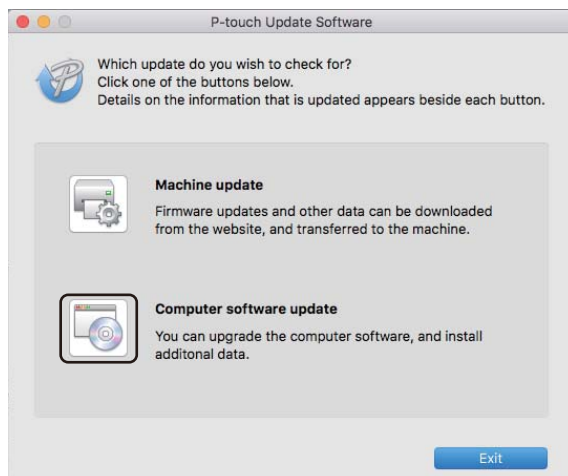 P-touch Update Software
Which update do you wish to check for?
Click one of the buttons below.
Details on the information that is updated appears beside each button.
Machine update
Firmware updates and other data can be downloaded
from the website, and transferred to the machine.
Computer software update
You can upgrade the computer software, and install
additonal data.
Exit